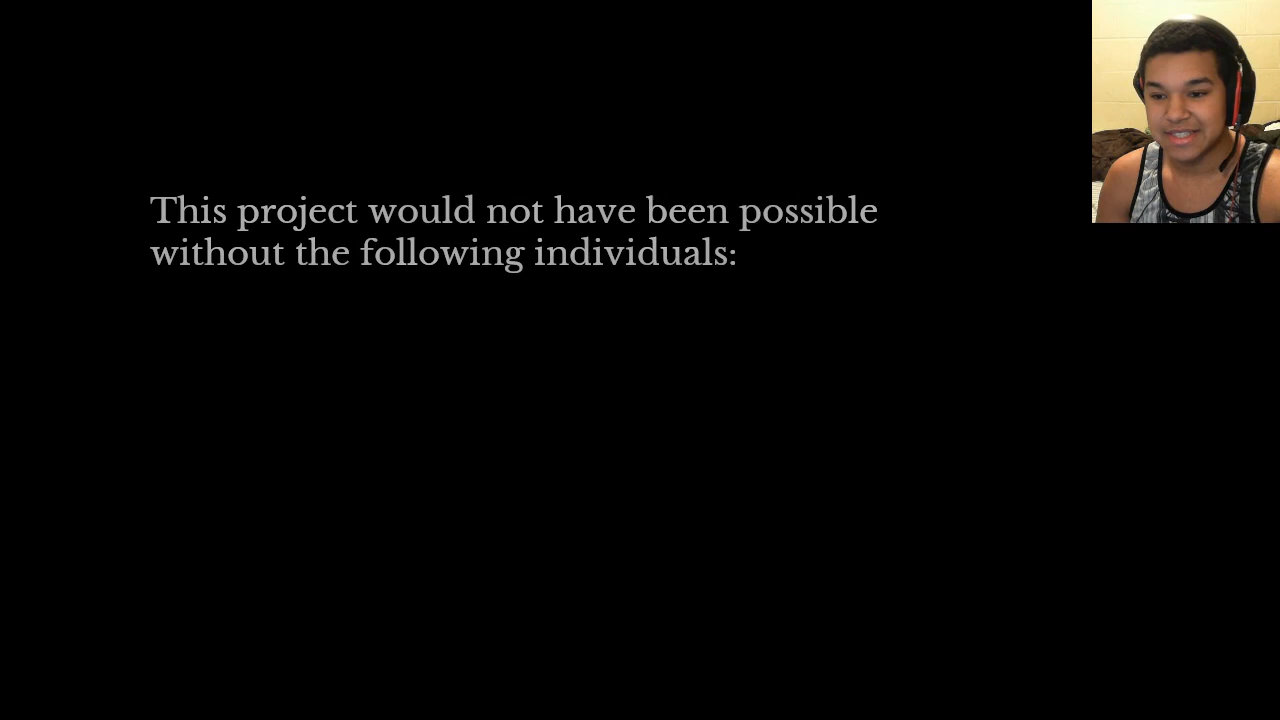 This project would not have been possible
without the following individuals: